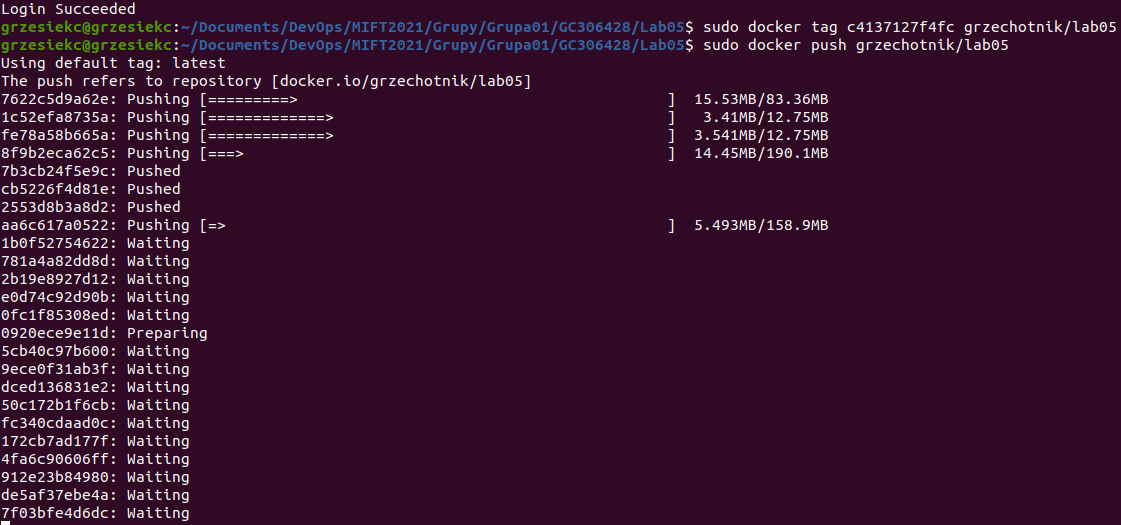 Login Succeeded
grzesiekc@grzesiekc:~/Documents/DevOps/MIFT2021/Grupy/Grupa01/GC306428/Lab05$ sudo docker tag c4137127f4fc grzechotnik/lab05
grzesiekc@grzesiekc:~/Documents/DevOps/MIFT2021/Grupy/Grupa01/GC306428/Lab05$ sudo docker push grzechotnik/lab05
Using default tag: latest
The push refers to repository [docker.io/grzechotnik/lab05]
7622c5d9a62e: Pushing [=========>                                         ]  15.53MB/83.36MB
1c52efa8735a: Pushing [=============>                                     ]   3.41MB/12.75MB
fe78a58b665a: Pushing [=============>                                     ]  3.541MB/12.75MB
8f9b2eca62c5: Pushing [===>                                               ]  14.45MB/190.1MB
7b3cb24f5e9c: Pushed
cb5226f4d81e: Pushed
2553d8b3a8d2: Pushed
aa6c617a0522: Pushing [=>                                                 ]  5.493MB/158.9MB
1b0f52754622: Waiting
781a4a82dd8d: Waiting
2b19e8927d12: Waiting
e0d74c92d90b: Waiting
0fc1f85308ed: Waiting
0920ece9e11d: Preparing
5cb40c97b600: Waiting
9ece0f31ab3f: Waiting
dced136831e2: Waiting
50c172b1f6cb: Waiting
fc340cdaad0c: Waiting
172cb7ad177f: Waiting
4fa6c90606ff: Waiting
912e23b84980: Waiting
de5af37ebe4a: Waiting
7f03bfe4d6dc: Waiting